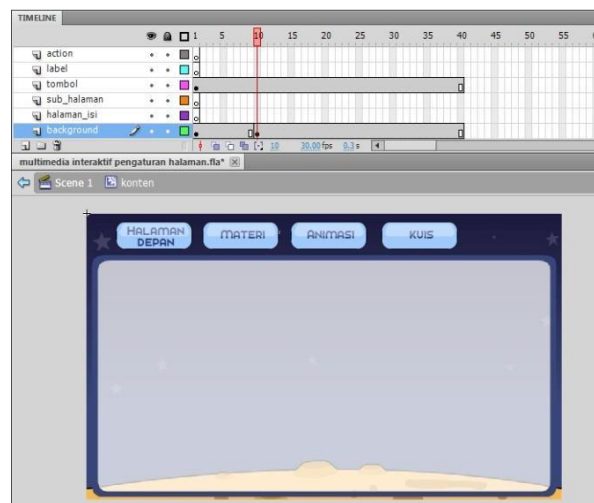 TIMELINE
1 5 10 15 20 25 30 35 40 45 50 55
action
label
tombol
sub_halaman
halaman_isi
background
10 30.00 fps 0.3 s
multimedia interaktif pengaturan halaman.fla*
Scene 1 konten
HALAMAN DEPAN MATERI ANIMASI KUIS